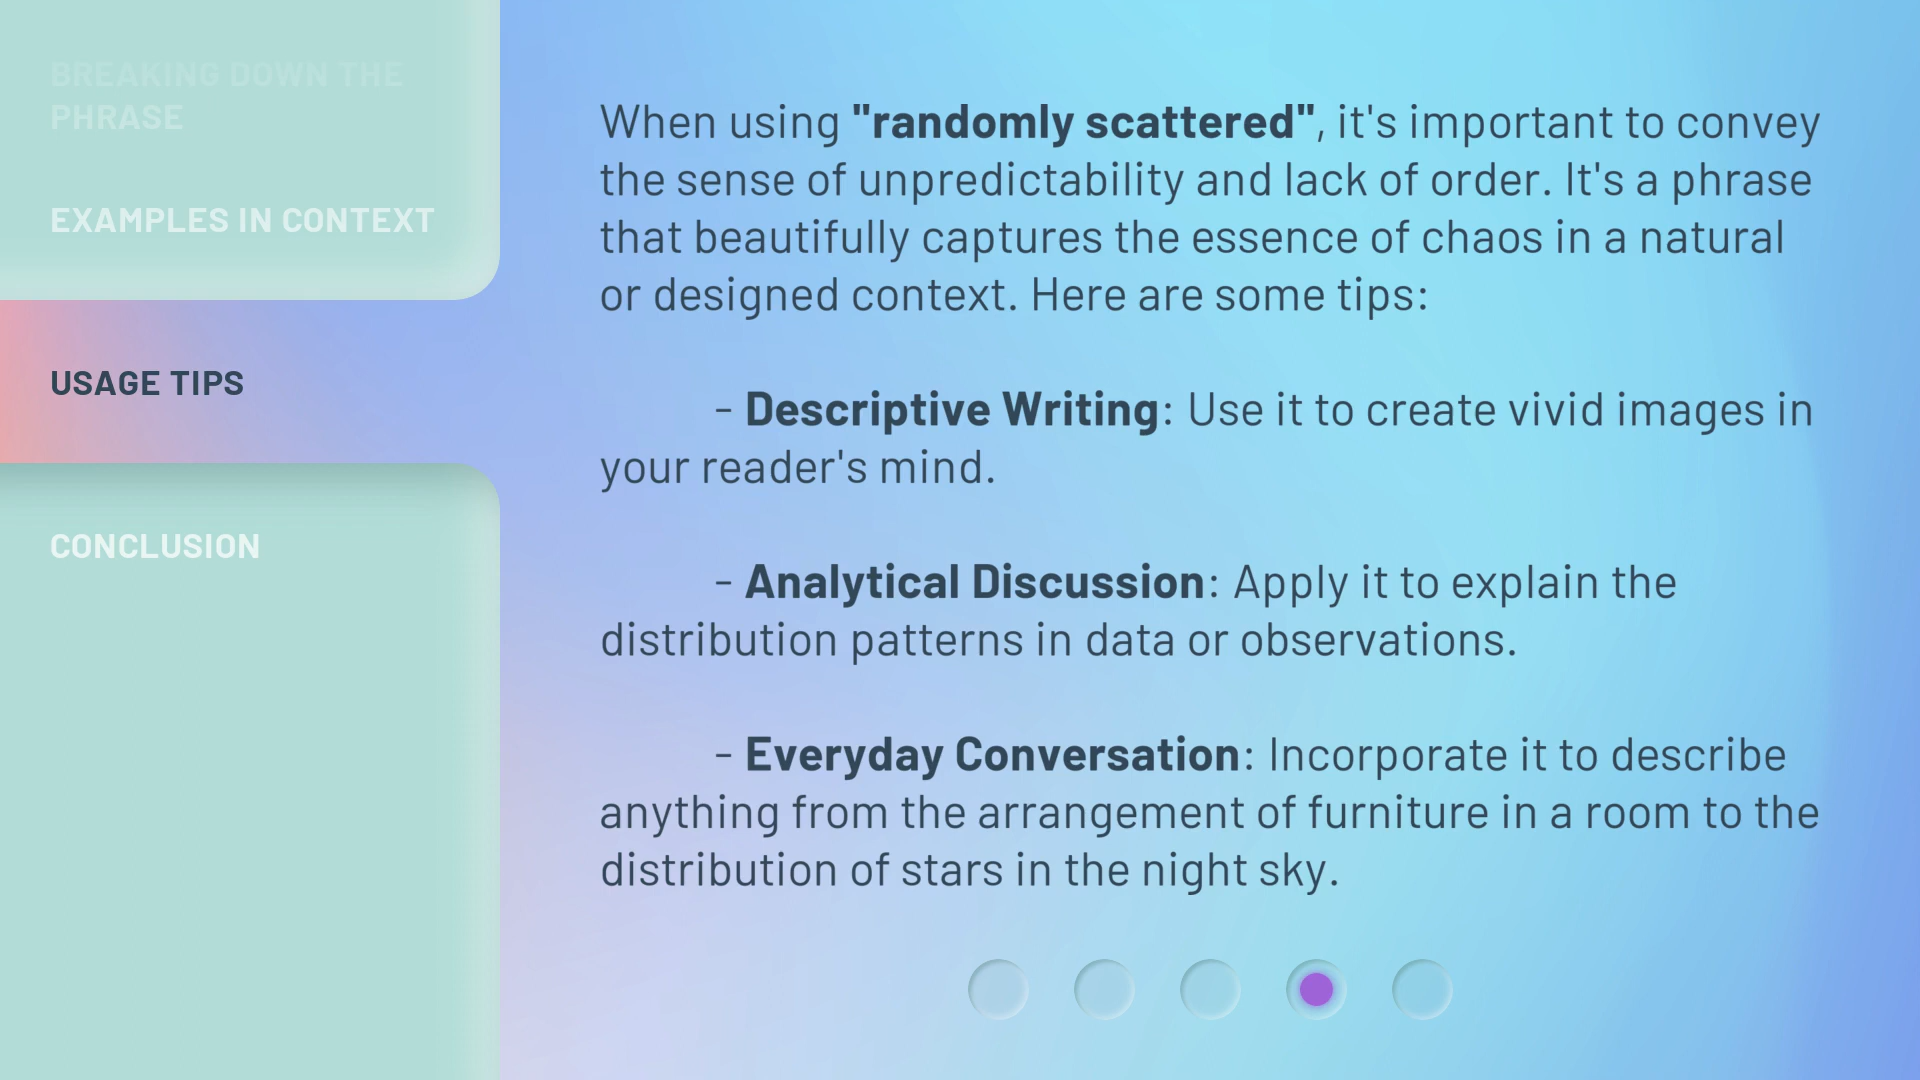 BREAKING DOWN THE
PHRASE
EXAMPLES IN CONTEXT
USAGE TIPS
CONCLUSION
When using "randomly scattered", it's important to convey
the sense of unpredictability and lack of order. It's a phrase
that beautifully captures the essence of chaos in a natural
or designed context. Here are some tips:
- Descriptive Writing: Use it to create vivid images in
your reader's mind.
- Analytical Discussion: Apply it to explain the
distribution patterns in data or observations.
- Everyday Conversation: Incorporate it to describe
anything from the arrangement of furniture in a room to the
distribution of stars in the night sky.